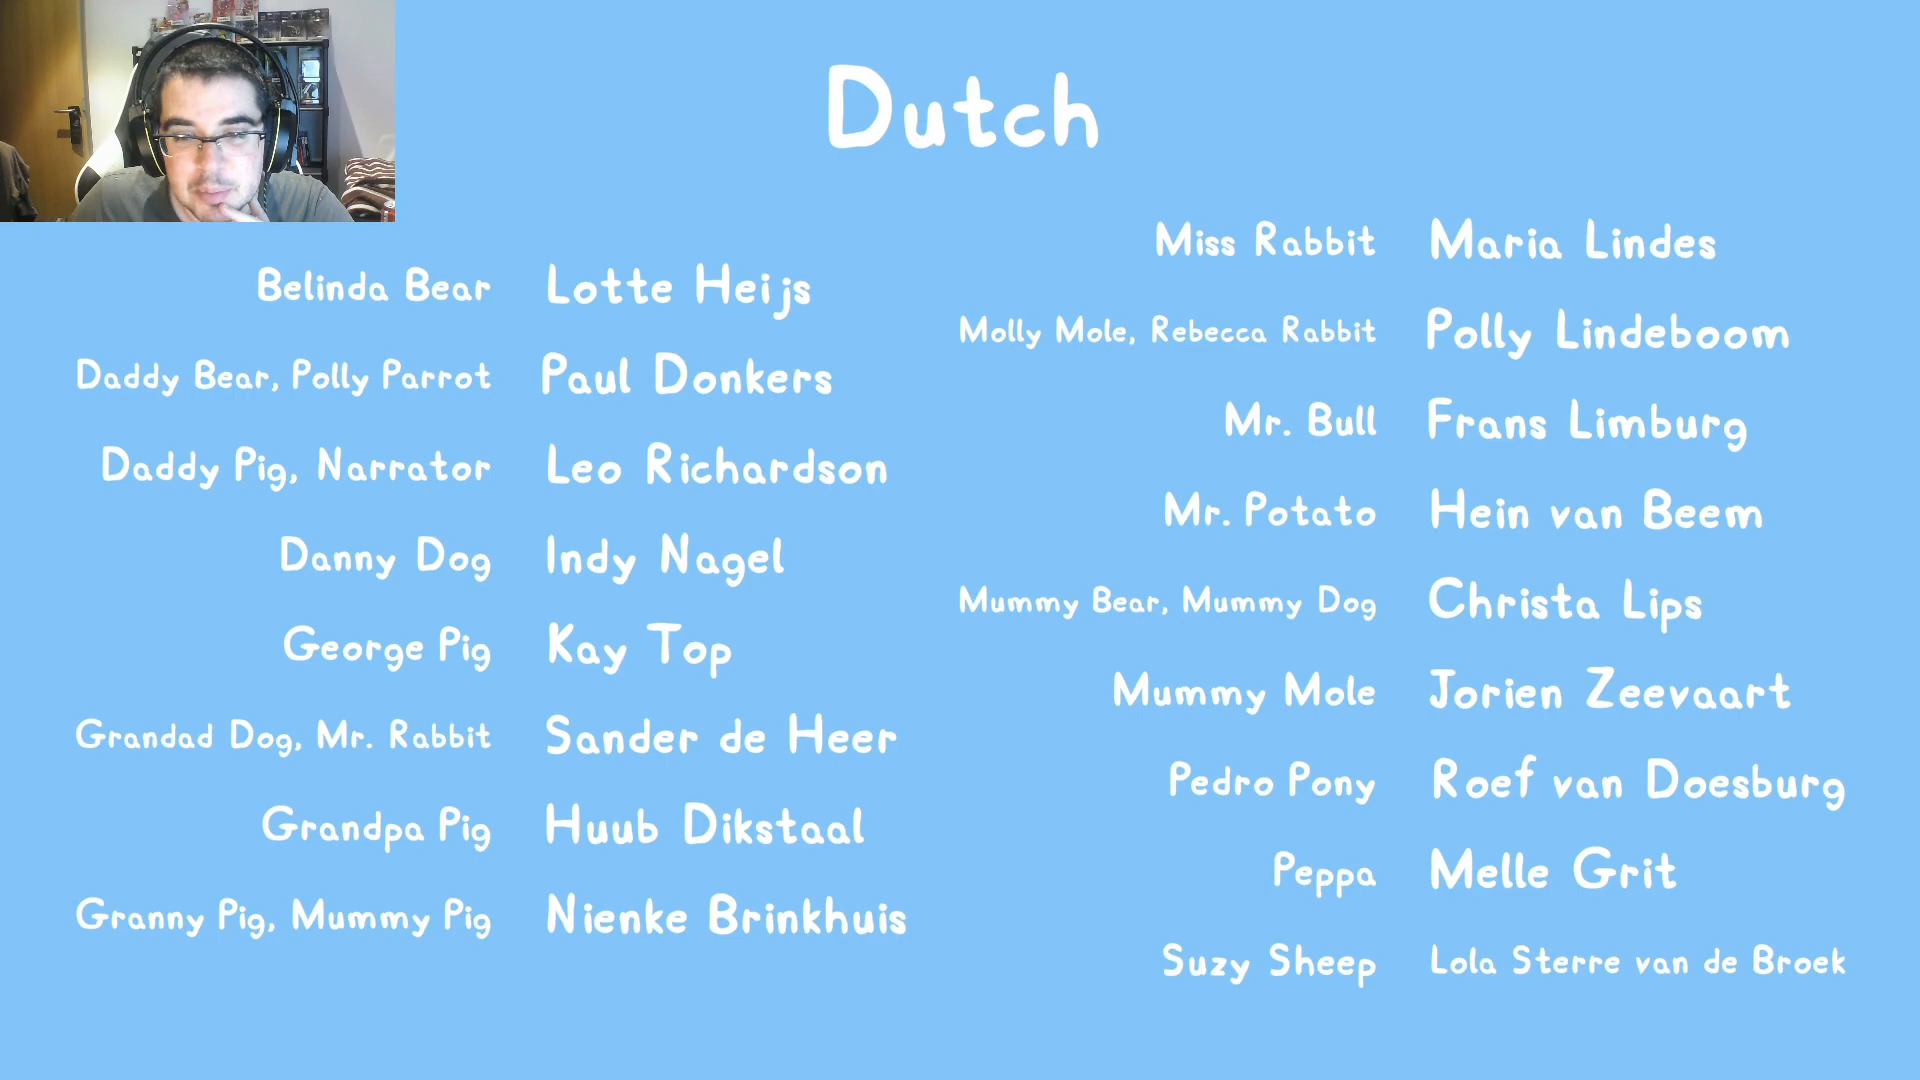 Dutch
Belinda Bear Lotte Heijs
Daddy Bear, Polly Parrot Paul Donkers
Daddy Pig, Narrator Leo Richardson
Danny Dog Indy Nagel
George Pig Kay Top
Grandad Dog, Mr. Rabbit Sander de Heer
Grandpa Pig Huub Dikstaal
Granny Pig, Mummy Pig Nienke Brinkhuis
Miss Rabbit Maria Lindes
Molly Mole, Rebecca Rabbit Polly Lindeboom
Mr. Bull Frans Limburg
Mr. Potato Hein van Beem
Mummy Bear, Mummy Dog Christa Lips
Mummy Mole Jorien Zeevaart
Pedro Pony Roef van Doesburg
Peppa Melle Grit
Suzy Sheep Lola Sterre van de Broek